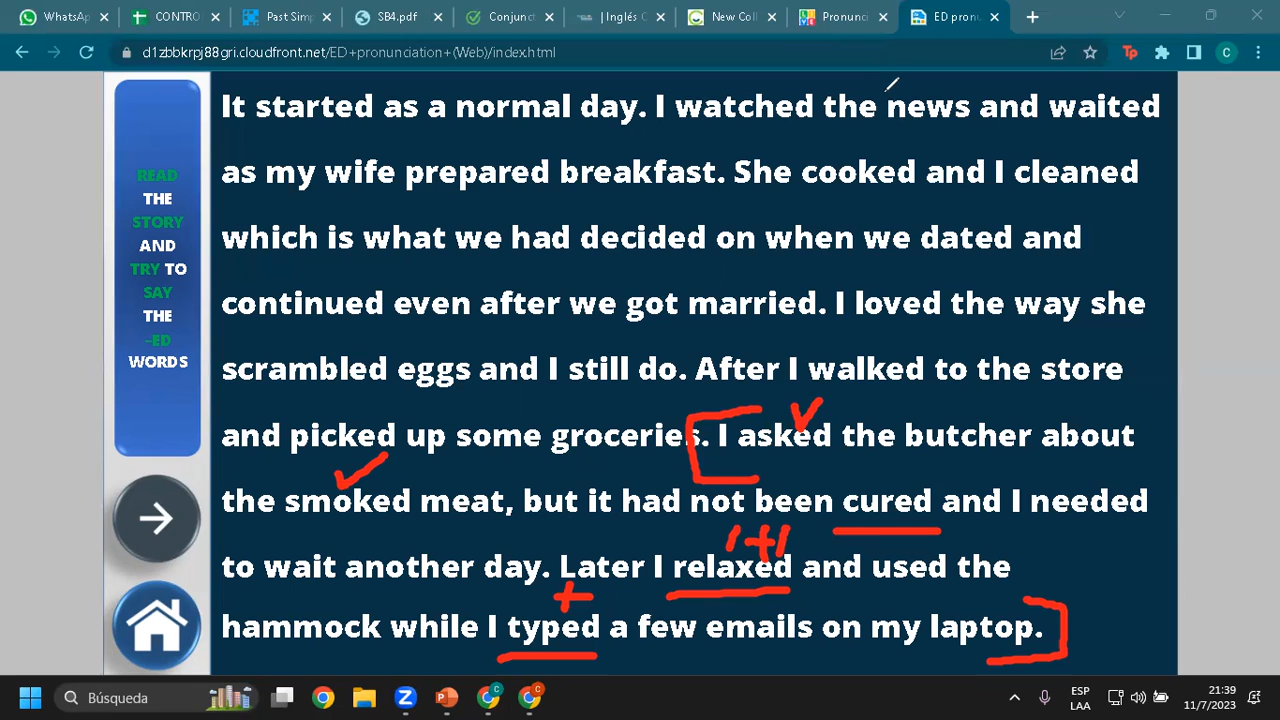 WhatsApp
CONTRO
Past Simp
SB4.pdf
Conjunct
Inglés C
New Coll
Pronunci
ED pronu
d1zbbkrpj88gri.cloudfront.net/ED+pronunciation+(Web)/index.html
Tp
C
READ
THE
STORY
AND
TRY TO
SAY
THE
-ED
WORDS
It started as a normal day. I watched the news and waited
as my wife prepared breakfast. She cooked and I cleaned
which is what we had decided on when we dated and
continued even after we got married. I loved the way she
scrambled eggs and I still do. After I walked to the store
and picked up some groceries. I asked the butcher about
the smoked meat, but it had not been cured and I needed
to wait another day. Later I relaxed and used the
hammock while I typed a few emails on my laptop.
Búsqueda
ESP
LAA
21:39
11/7/2023